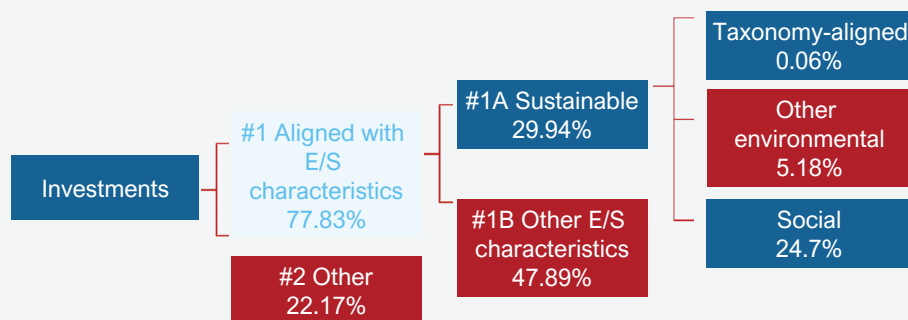 Investments
#1 Aligned with
E/S
characteristics
77.83%
#2 Other
22.17%
#1A Sustainable
29.94%
#1B Other E/S
characteristics
47.89%
Taxonomy-aligned
0.06%
Other
environmental
5.18%
Social
24.7%